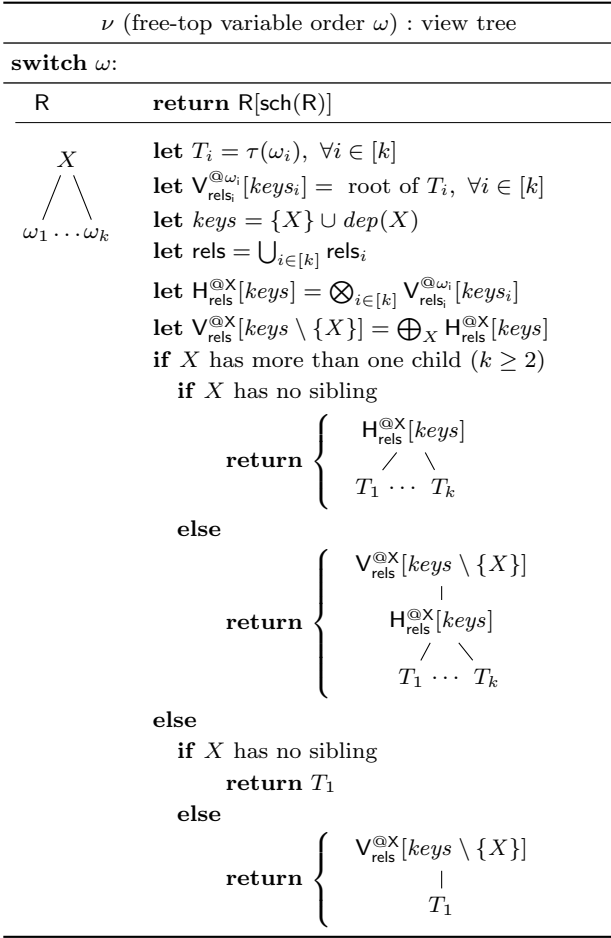 ν (free-top variable order ω) : view tree
switch ω:
R return R[sch(R)]
X
ω₁ … ωₖ
let Tᵢ = τ(ωᵢ), ∀i ∈ [k]
let V^{@ωᵢ}_{relsᵢ}[keysᵢ] = root of Tᵢ, ∀i ∈ [k]
let keys = {X} ∪ dep(X)
let rels = ⋃_{i∈[k]} relsᵢ
let H^{@X}_{rels}[keys] = ⨂_{i∈[k]} V^{@ωᵢ}_{relsᵢ}[keysᵢ]
let V^{@X}_{rels}[keys \ {X}] = ⨁_X H^{@X}_{rels}[keys]
if X has more than one child (k ≥ 2)
if X has no sibling
return { H^{@X}_{rels}[keys]
T₁ ⋯ Tₖ
else
return { V^{@X}_{rels}[keys \ {X}]
H^{@X}_{rels}[keys]
T₁ ⋯ Tₖ
else
if X has no sibling
return T₁
else
return { V^{@X}_{rels}[keys \ {X}]
T₁